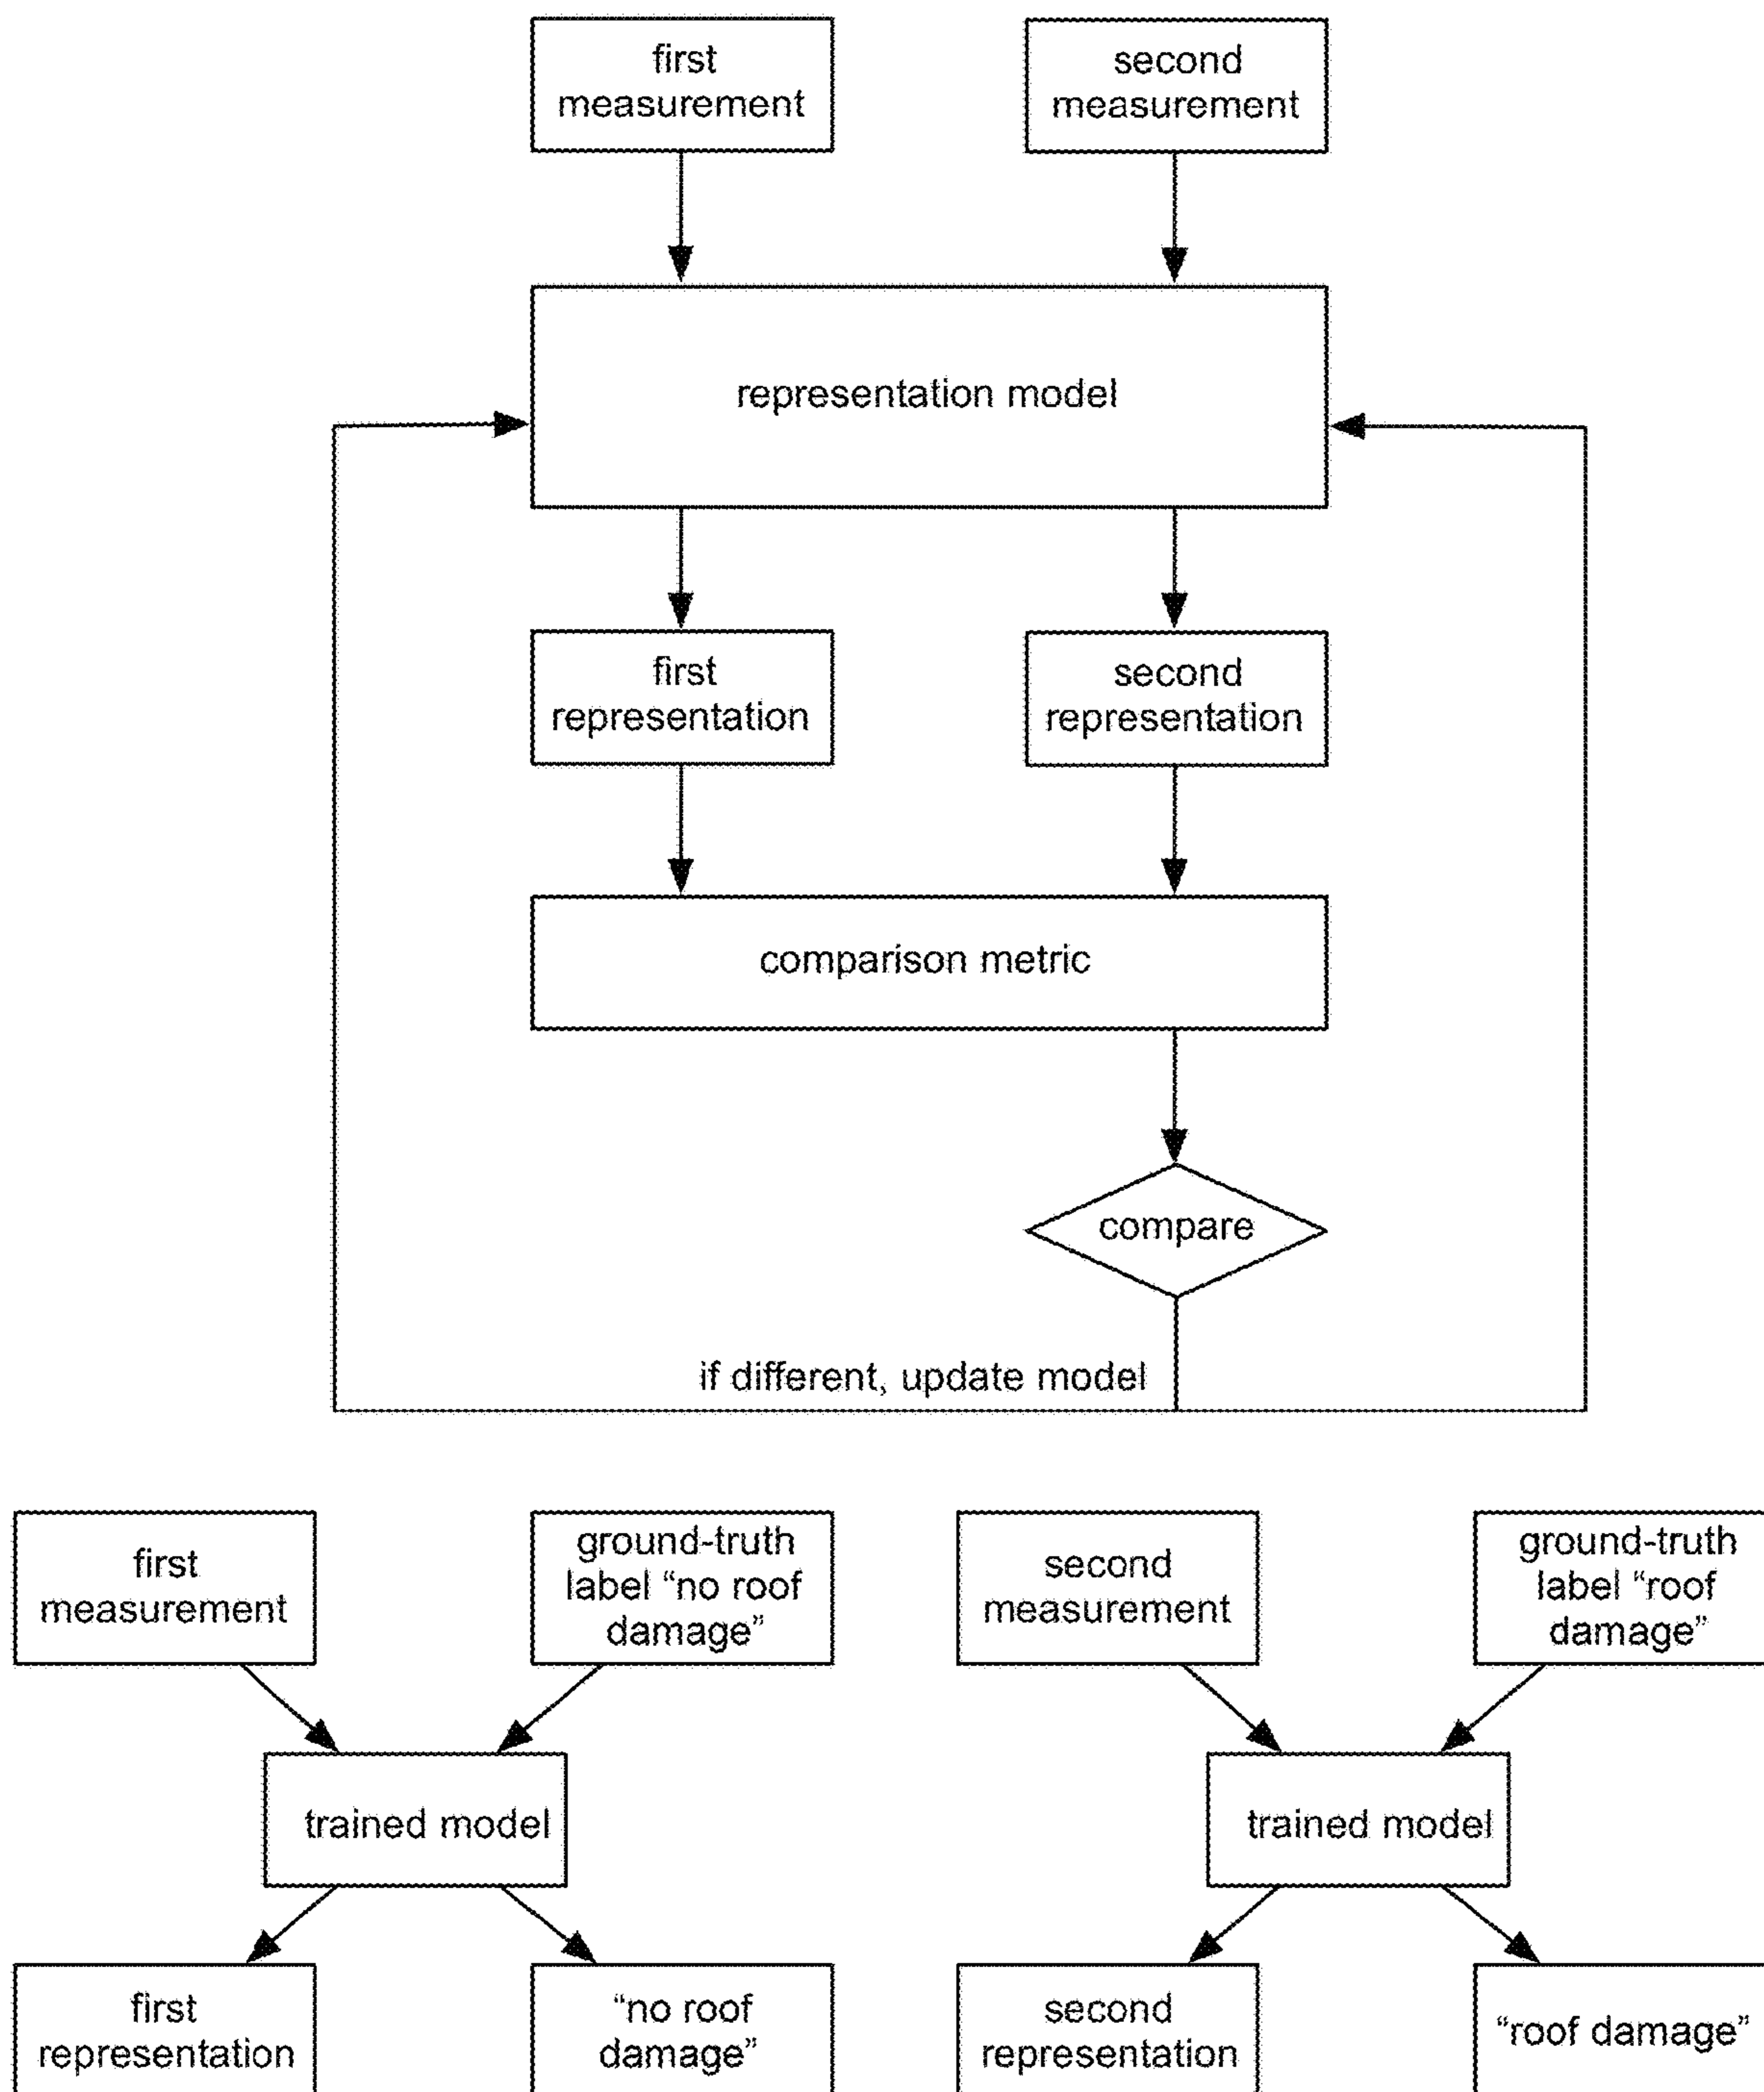 first
measurement
second
measurement
representation model
first
representation
second
representation
comparison metric
compare
if different, update model
first
measurement
ground-truth
label “no roof
damage”
second
measurement
ground-truth
label “roof
damage”
trained model
trained model
first
representation
“no roof
damage”
second
representation
“roof damage”